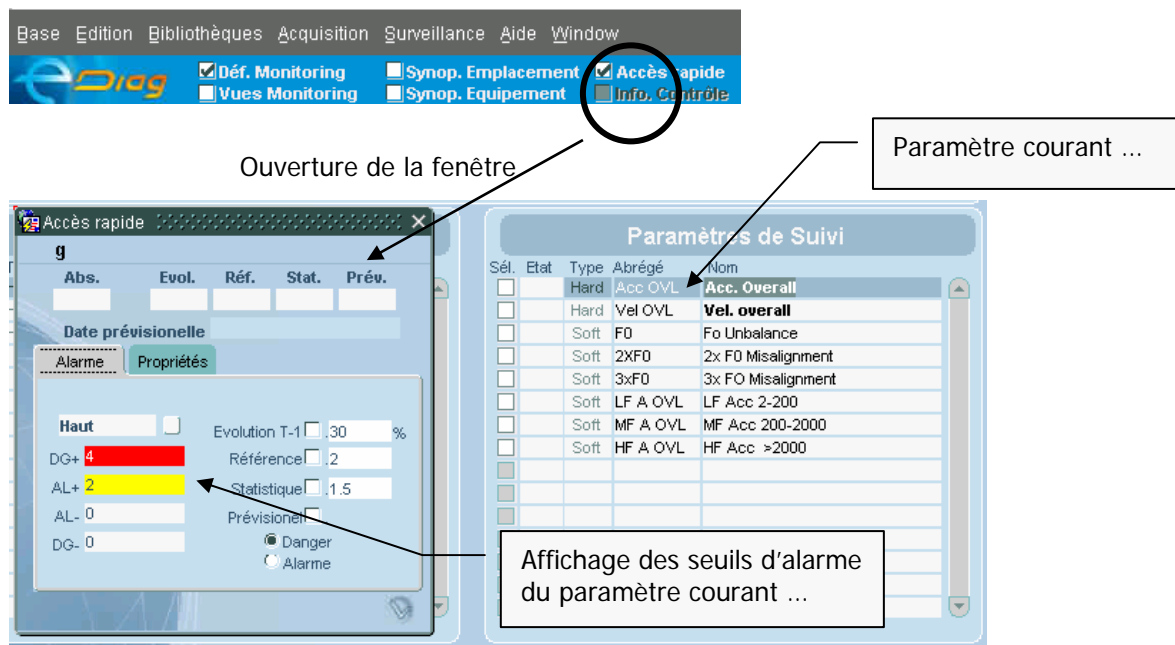 Base Edition Bibliothèques Acquisition Surveillance Aide Window
eDiag
Déf. Monitoring Synop. Emplacement Accès rapide
Vues Monitoring Synop. Equipement Info. Contrôle
Paramètre courant ...
Ouverture de la fenêtre
Accès rapide
g
Abs. Evol. Réf. Stat. Prév.
Date prévisionelle
Alarme Propriétés
Haut
Evolution T-1 .30 %
DG+ 4
Référence .2
AL+ 2
Statistique .1.5
AL- 0
Prévisionel .
DG- 0
Danger
Alarme
Paramètres de Suivi
Sél. Etat Type Abrégé Nom
Hard Acc OVL Acc. Overall
Hard Vel OVL Vel. overall
Soft F0 Fo Unbalance
Soft 2XF0 2x F0 Misalignment
Soft 3xF0 3x FO Misalignment
Soft LF A OVL LF Acc 2-200
Soft MF A OVL MF Acc 200-2000
Soft HF A OVL HF Acc >2000
Affichage des seuils d'alarme
du paramètre courant ...